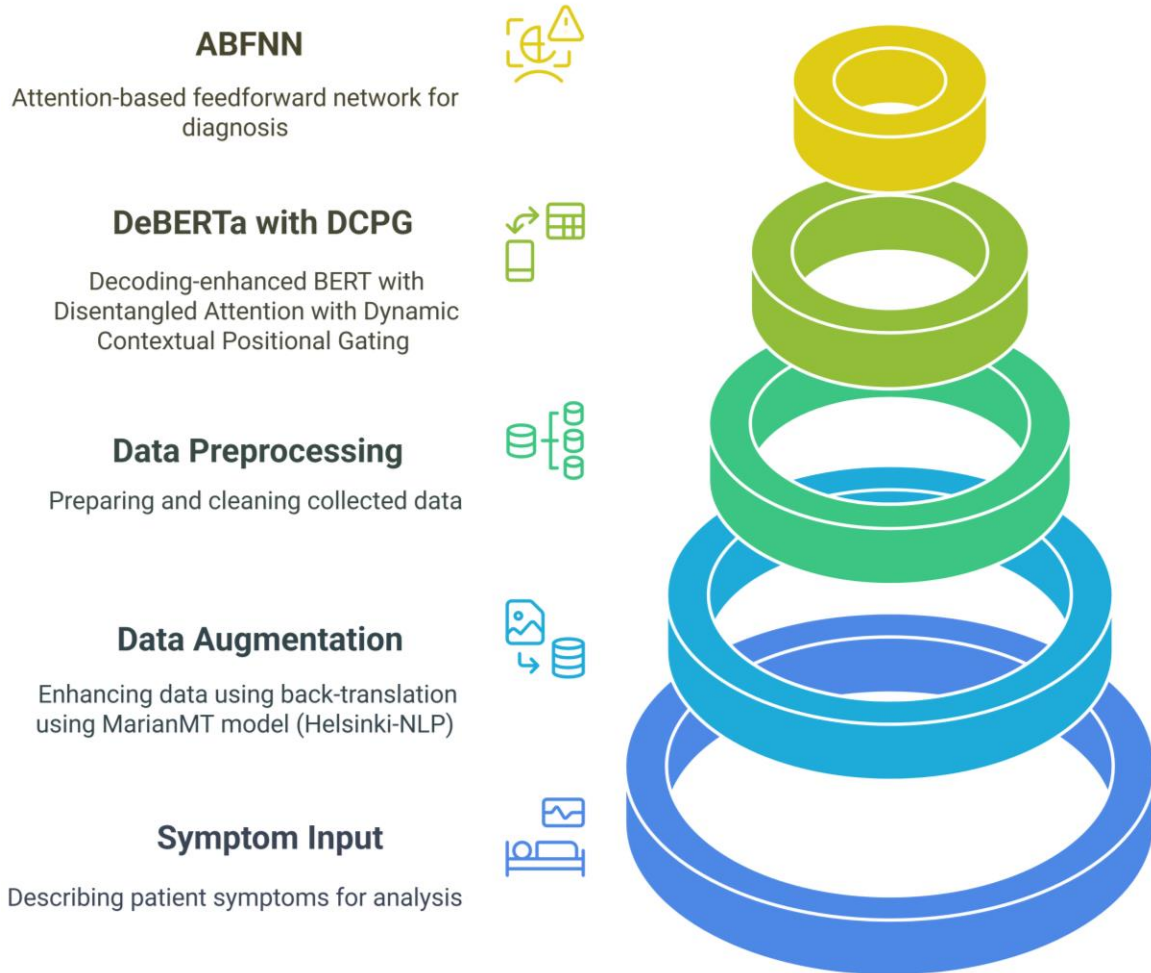 ABFNN
Attention-based feedforward network for
diagnosis
DeBERTa with DCPG
Decoding-enhanced BERT with
Disentangled Attention with Dynamic
Contextual Positional Gating
Data Preprocessing
Preparing and cleaning collected data
Data Augmentation
Enhancing data using back-translation
using MarianMT model (Helsinki-NLP)
Symptom Input
Describing patient symptoms for analysis